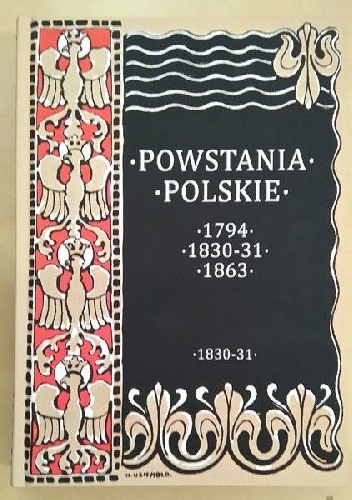 ·POWSTANIA·
·POLSKIE·
·1794·
·1830-31·
·1863·
·1830-31·